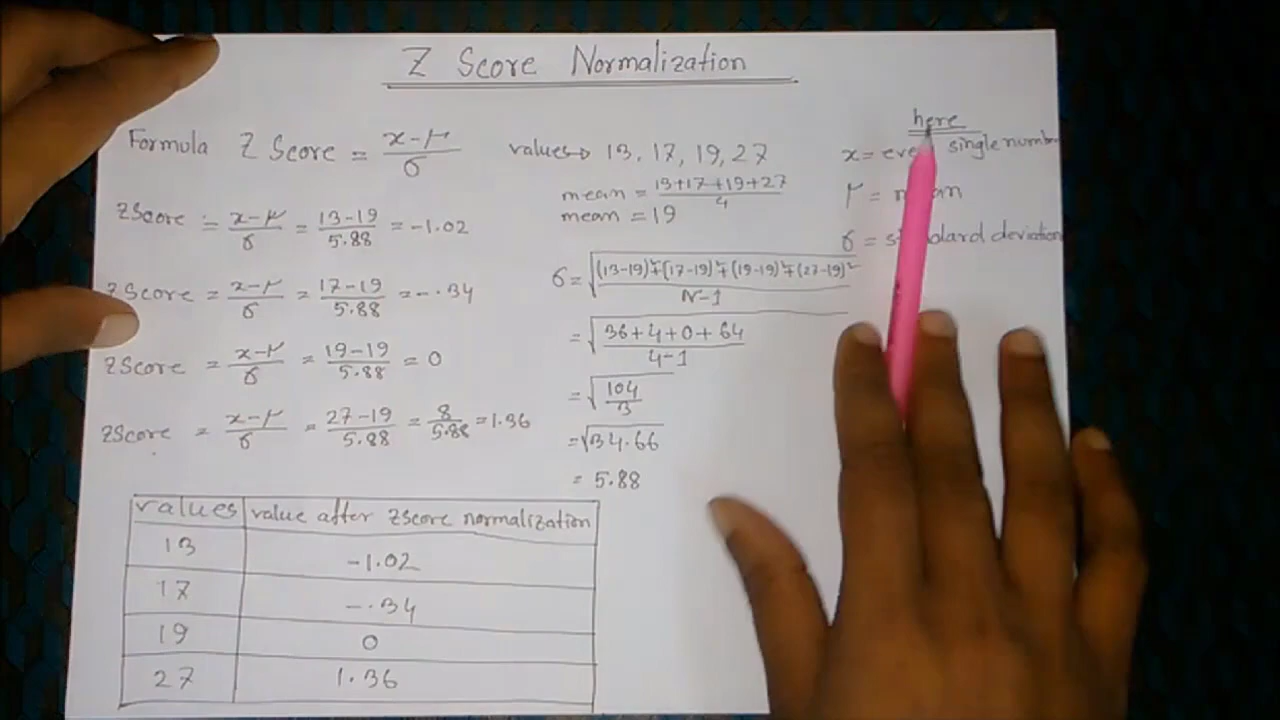 Z Score Normalization
Formula Z Score = x-μ / σ
ZScore = x-μ / σ = 13-19 / 5.88 = -1.02
ZScore = x-μ / σ = 17-19 / 5.88 = -.34
ZScore = x-μ / σ = 19-19 / 5.88 = 0
ZScore = x-μ / σ = 27-19 / 5.88 = 8 / 5.88 = 1.36
values→ 13, 17, 19, 27
mean = 13+17+19+27 / 4
mean = 19
σ = √(13-19)²+(17-19)²+(19-19)²+(27-19)² / N-1
= √36+4+0+64 / 4-1
= √104 / 3
= √34.66
= 5.88
here
x = single number
μ =
σ = deviation
values value after Zscore normalization
13 -1.02
17 -.34
19 0
27 1.36